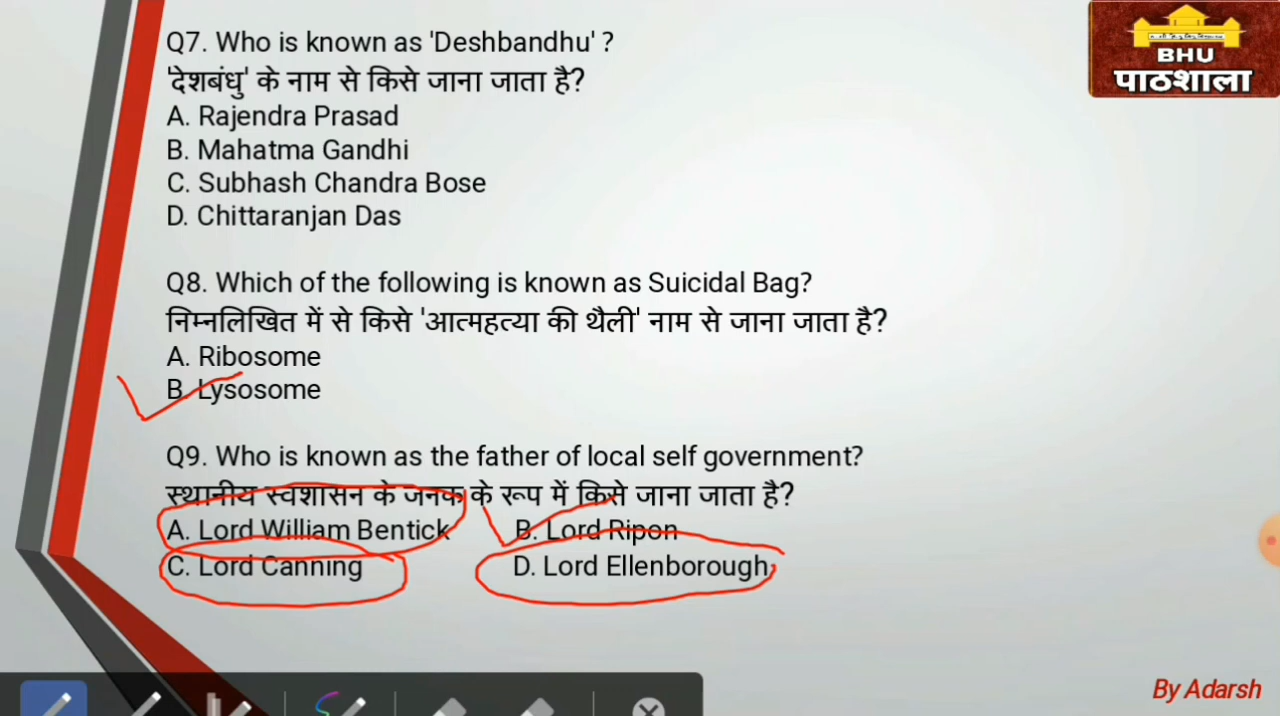 Q7. Who is known as 'Deshbandhu' ?
'देशबंधु' के नाम से किसे जाना जाता है?
A. Rajendra Prasad
B. Mahatma Gandhi
C. Subhash Chandra Bose
D. Chittaranjan Das
Q8. Which of the following is known as Suicidal Bag?
निम्नलिखित में से किसे 'आत्महत्या की थैली' नाम से जाना जाता है?
A. Ribosome
B. Lysosome
Q9. Who is known as the father of local self government?
स्थानीय स्वशासन के जनक के रूप में किसे जाना जाता है?
A. Lord William Bentick B. Lord Ripon
C. Lord Canning D. Lord Ellenborough
BHU
पाठशाला
By Adarsh